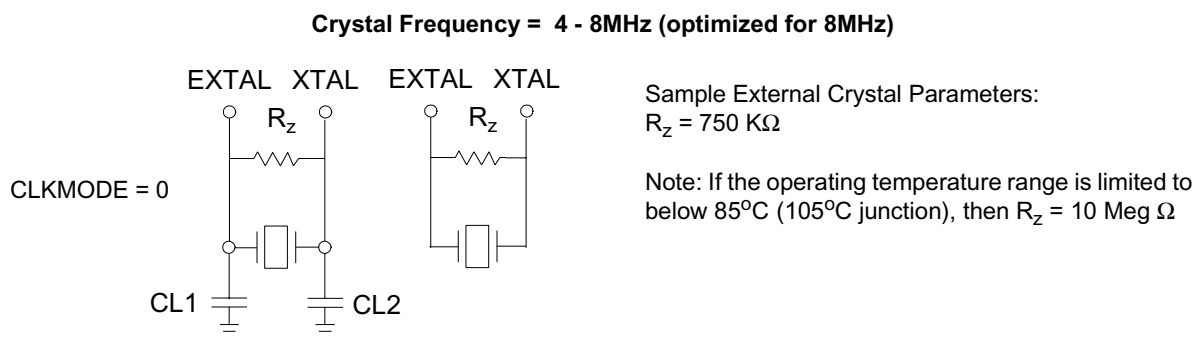 Crystal Frequency = 4 - 8MHz (optimized for 8MHz)
EXTAL XTAL EXTAL XTAL
Rz Rz
Sample External Crystal Parameters:
Rz = 750 KΩ
CLKMODE = 0
Note: If the operating temperature range is limited to
below 85°C (105°C junction), then Rz = 10 Meg Ω
CL1 CL2